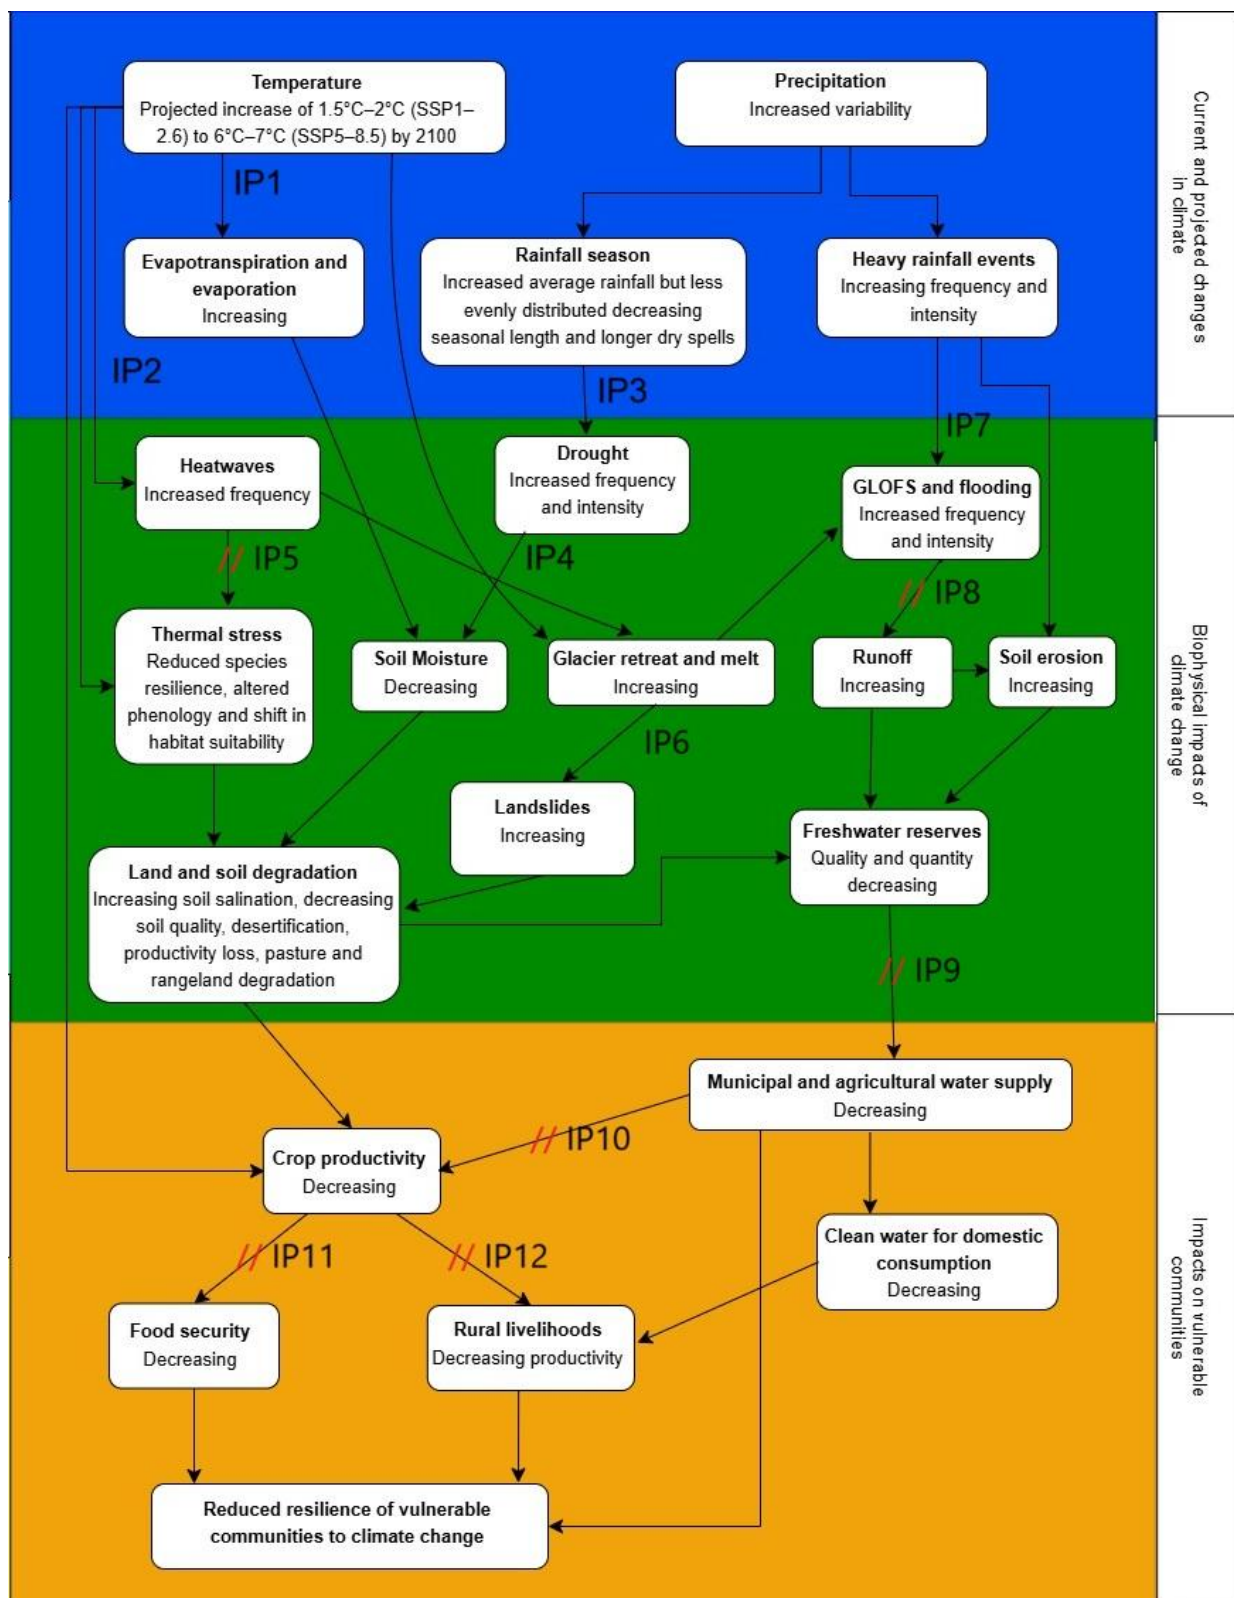 Temperature
Projected increase of 1.5°C–2°C (SSP1–
2.6) to 6°C–7°C (SSP5–8.5) by 2100
Precipitation
Increased variability
Current and projected changes
in climate
IP1
Evapotranspiration and
evaporation
Increasing
Rainfall season
Increased average rainfall but less
evenly distributed decreasing
seasonal length and longer dry spells
Heavy rainfall events
Increasing frequency and
intensity
IP2
IP3
IP7
Heatwaves
Increased frequency
Drought
Increased frequency
and intensity
GLOFS and flooding
Increased frequency
and intensity
Biophysical impacts of
climate change
// IP5
IP4
// IP8
Thermal stress
Reduced species
resilience, altered
phenology and shift in
habitat suitability
Soil Moisture
Decreasing
Glacier retreat and melt
Increasing
Runoff
Increasing
Soil erosion
Increasing
IP6
Landslides
Increasing
Freshwater reserves
Quality and quantity
decreasing
Land and soil degradation
Increasing soil salination, decreasing
soil quality, desertification,
productivity loss, pasture and
rangeland degradation
// IP9
Municipal and agricultural water supply
Decreasing
// IP10
Crop productivity
Decreasing
Impacts on vulnerable
communities
Clean water for domestic
consumption
Decreasing
// IP11
// IP12
Food security
Decreasing
Rural livelihoods
Decreasing productivity
Reduced resilience of vulnerable
communities to climate change